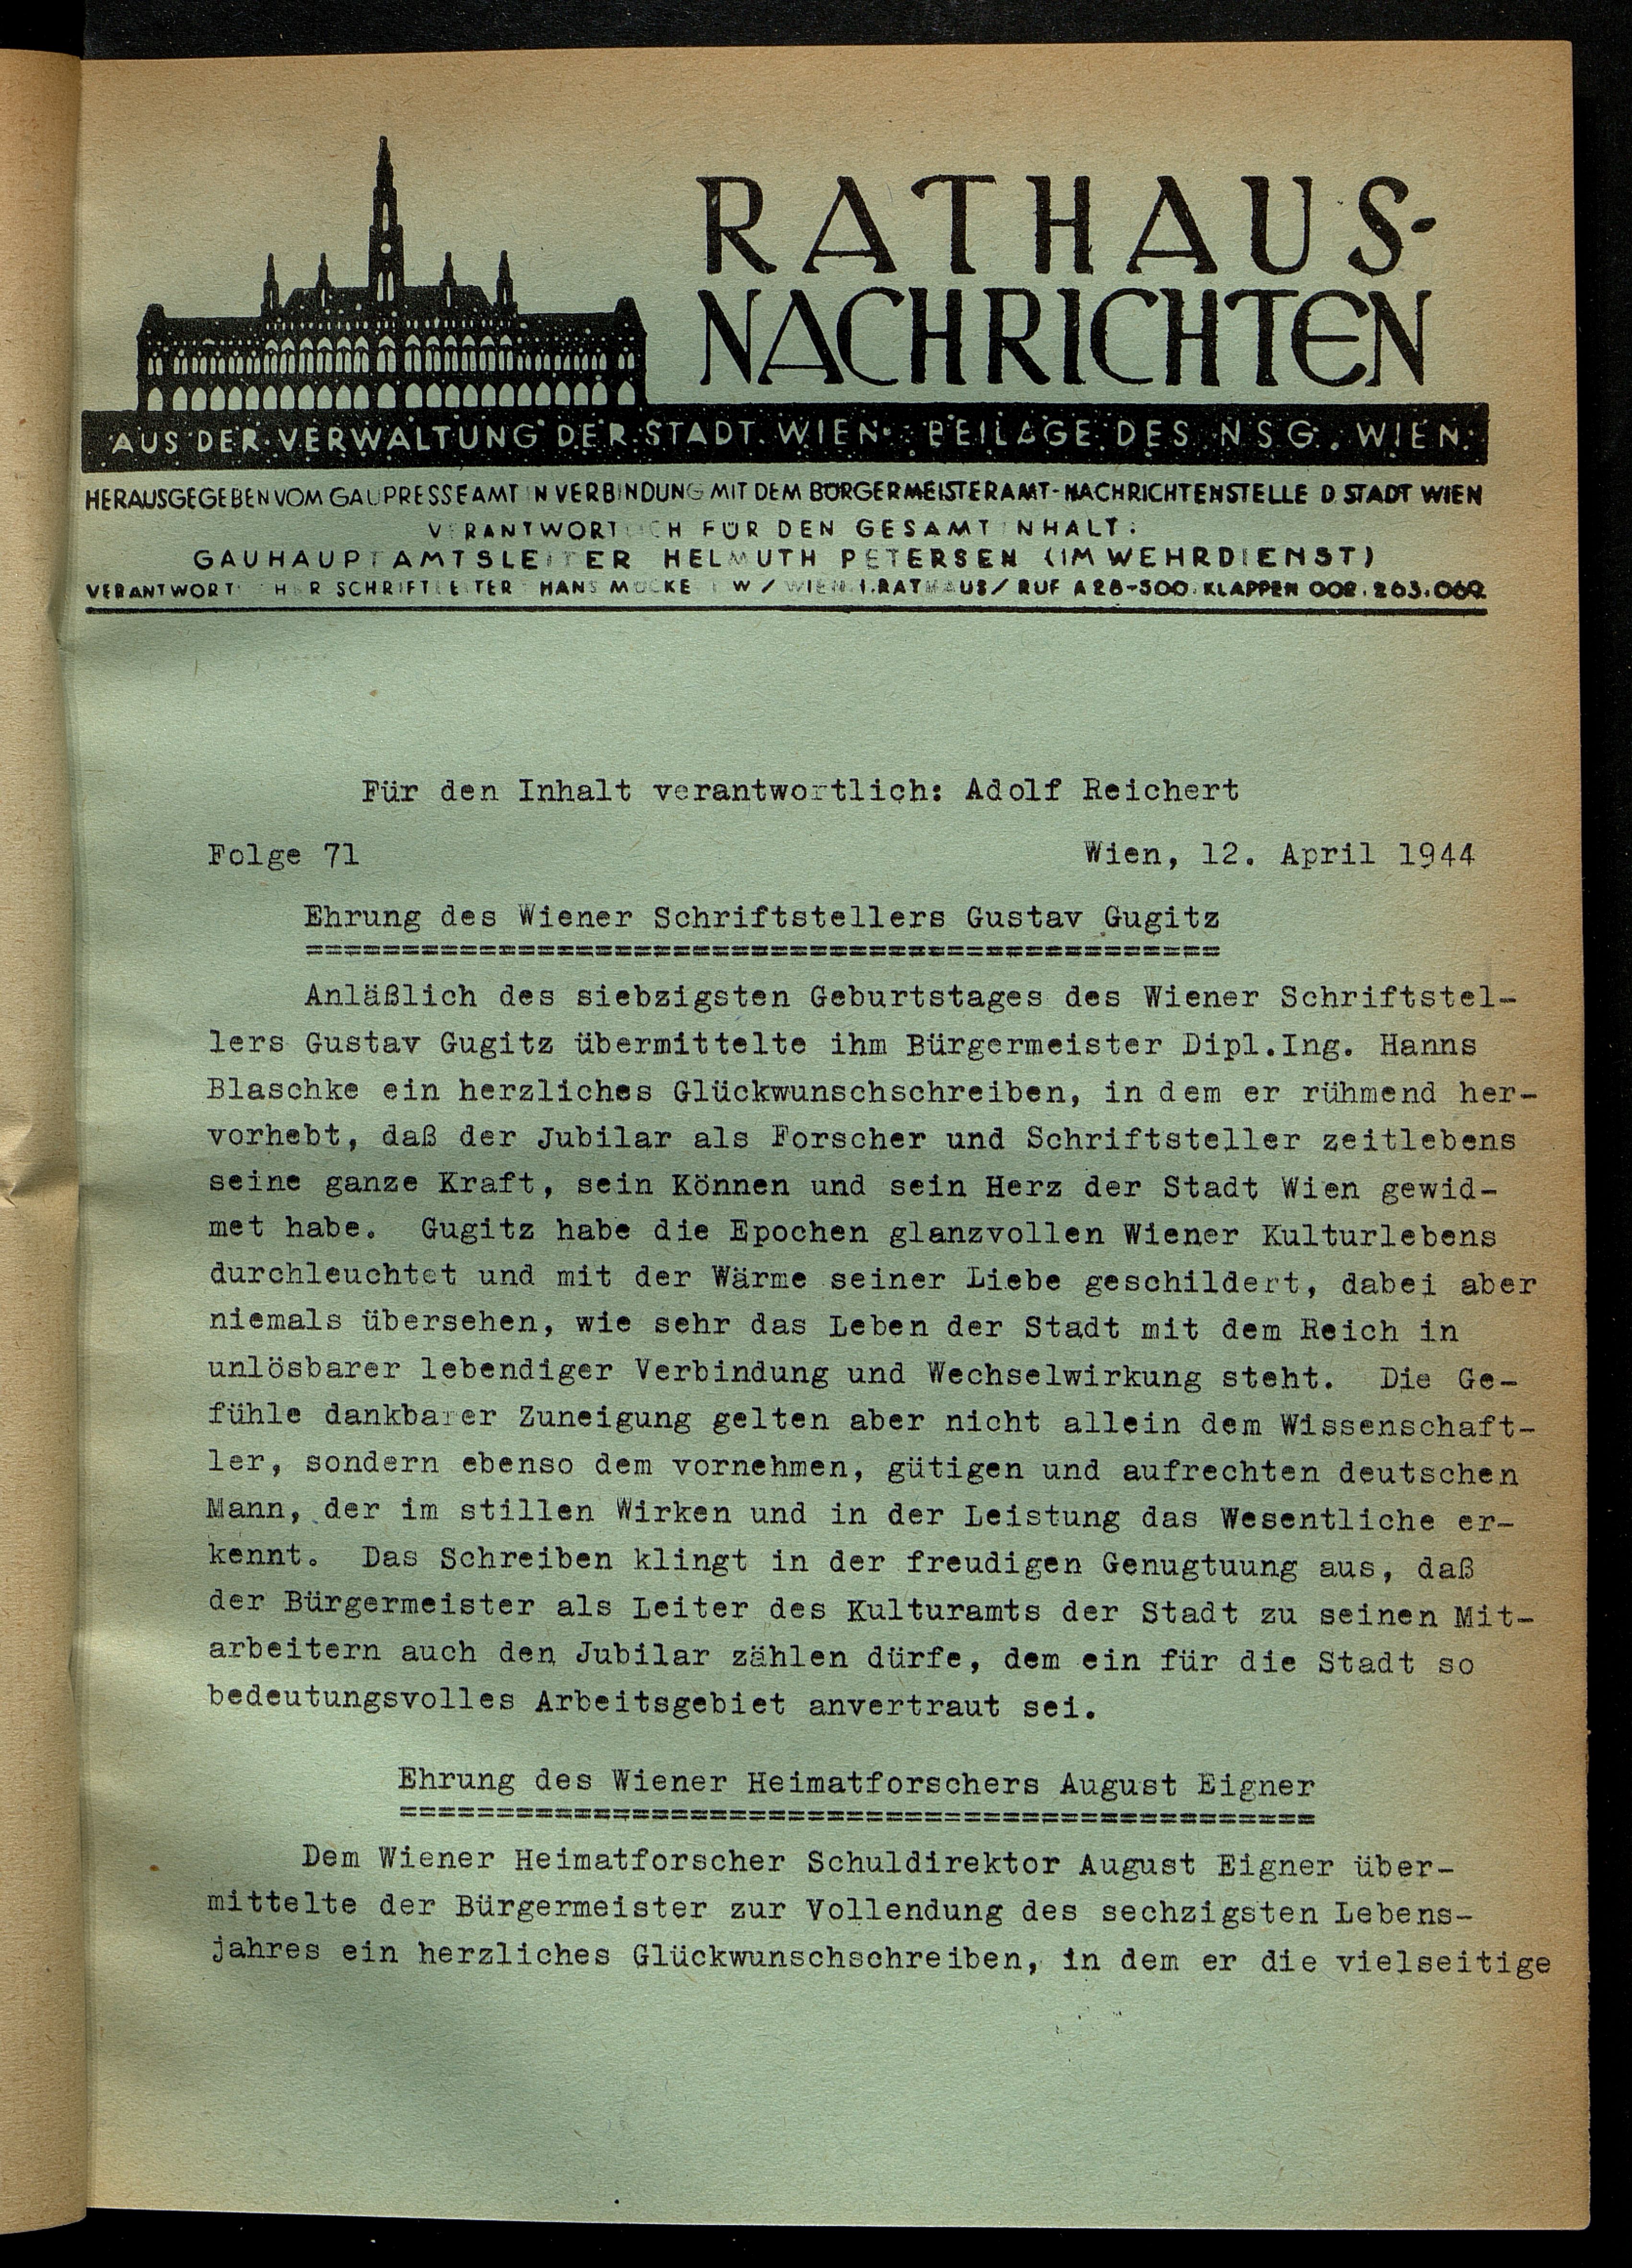 RATHAUS-
NACHRICHTEN
AUS DER VERWALTUNG DER STADT WIEN · BEILAGE DES NSG. WIEN
HERAUSGEGEBEN VOM GAUPRESSEAMT IN VERBINDUNG MIT DEM BÜRGERMEISTERAMT-NACHRICHTENSTELLE D. STADT WIEN
VERANTWORTLICH FÜR DEN GESAMTINHALT:
GAUHAUPTAMTSLEITER HELMUTH PETERSEN (IM WEHRDIENST)
VERANTWORTLICHER SCHRIFTLEITER HANS MUCKE W / WIEN I. RATHAUS / RUF A 28-500. KLAPPEN 002. 263. 069
Für den Inhalt verantwortlich: Adolf Reichert
Folge 71 Wien, 12. April 1944
Ehrung des Wiener Schriftstellers Gustav Gugitz
Anläßlich des siebzigsten Geburtstages des Wiener Schriftstel-
lers Gustav Gugitz übermittelte ihm Bürgermeister Dipl.Ing. Hanns
Blaschke ein herzliches Glückwunschschreiben, in dem er rühmend her-
vorhebt, daß der Jubilar als Forscher und Schriftsteller zeitlebens
seine ganze Kraft, sein Können und sein Herz der Stadt Wien gewid-
met habe. Gugitz habe die Epochen glanzvollen Wiener Kulturlebens
durchleuchtet und mit der Wärme seiner Liebe geschildert, dabei aber
niemals übersehen, wie sehr das Leben der Stadt mit dem Reich in
unlösbarer lebendiger Verbindung und Wechselwirkung steht. Die Ge-
fühle dankbarer Zuneigung gelten aber nicht allein dem Wissenschaft-
ler, sondern ebenso dem vornehmen, gütigen und aufrechten deutschen
Mann, der im stillen Wirken und in der Leistung das Wesentliche er-
kennt. Das Schreiben klingt in der freudigen Genugtuung aus, daß
der Bürgermeister als Leiter des Kulturamts der Stadt zu seinen Mit-
arbeitern auch den Jubilar zählen dürfe, dem ein für die Stadt so
bedeutungsvolles Arbeitsgebiet anvertraut sei.
Ehrung des Wiener Heimatforschers August Eigner
Dem Wiener Heimatforscher Schuldirektor August Eigner über-
mittelte der Bürgermeister zur Vollendung des sechzigsten Lebens-
jahres ein herzliches Glückwunschschreiben, in dem er die vielseitige